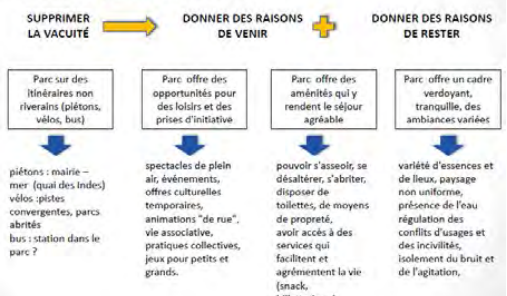 SUPPRIMER
LA VACUITÉ
DONNER DES RAISONS
DE VENIR
DONNER DES RAISONS
DE RESTER
Parc sur des
itinéraires non
riverains (piétons,
vélos, bus)
Parc offre des
opportunités pour
des loisirs et des
prises d'initiative
Parc offre des
aménités qui y
rendent le séjour
agréable
Parc offre un cadre
verdoyant,
tranquille, des
ambiances variées
piétons : mairie –
mer (quai des Indes)
vélos :pistes
convergentes, parcs
abrités
bus : station dans le
parc ?
spectacles de plein
air, événements,
offres culturelles
temporaires,
animations "de rue",
vie associative,
pratiques collectives,
jeux pour petits et
grands.
pouvoir s'asseoir, se
désaltérer, s'abriter,
disposer de
toilettes, de moyens
de propreté,
avoir accès à des
services qui
facilitent et
agrémentent la vie
(snack,
variété d'essences et
de lieux, paysage
non uniforme,
présence de l'eau
régulation des
conflits d'usages et
des incivilités,
isolement du bruit et
de l'agitation,